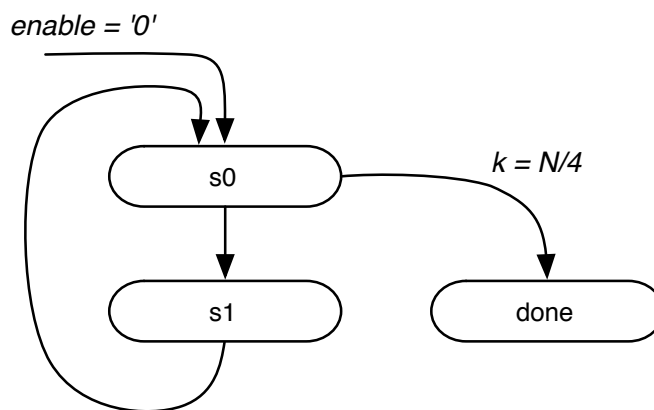 enable = '0'
s0
k = N/4
s1
done